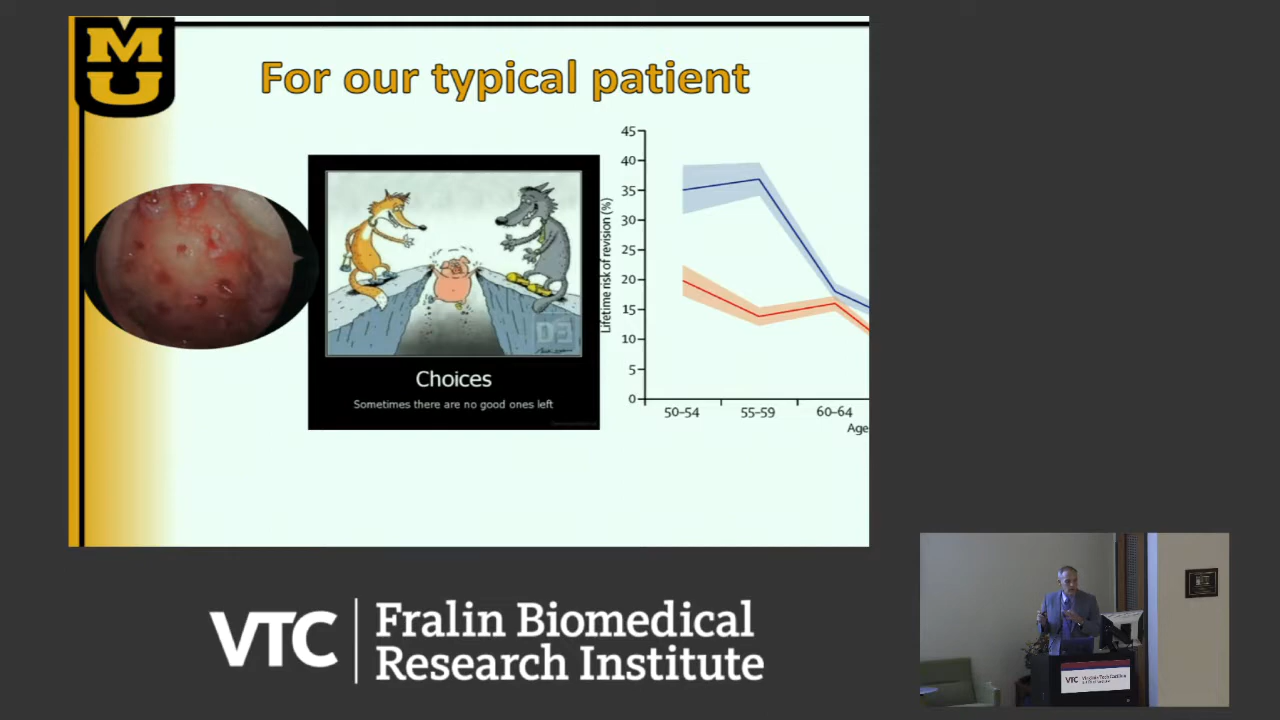 MU
For our typical patient
Choices
Sometimes there are no good ones left
Lifetime risk of revision (%)
45
40
35
30
25
20
15
10
5
0
50–54
55–59
60–64
Age
VTC
Fralin Biomedical
Research Institute
VTC